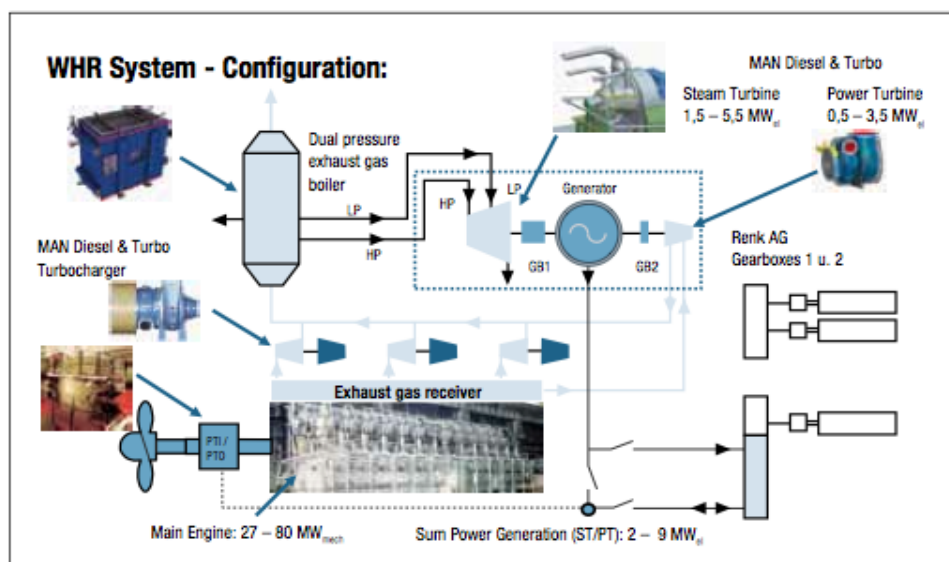 WHR System - Configuration:
MAN Diesel & Turbo
Steam Turbine
1,5 – 5,5 MWel
Power Turbine
0,5 – 3,5 MWel
Dual pressure
exhaust gas
boiler
LP
HP
HP
LP
Generator
GB1
GB2
MAN Diesel & Turbo
Turbocharger
Renk AG
Gearboxes 1 u. 2
Exhaust gas receiver
PTI /
PTO
Main Engine: 27 – 80 MWmech
Sum Power Generation (ST/PT): 2 – 9 MWel